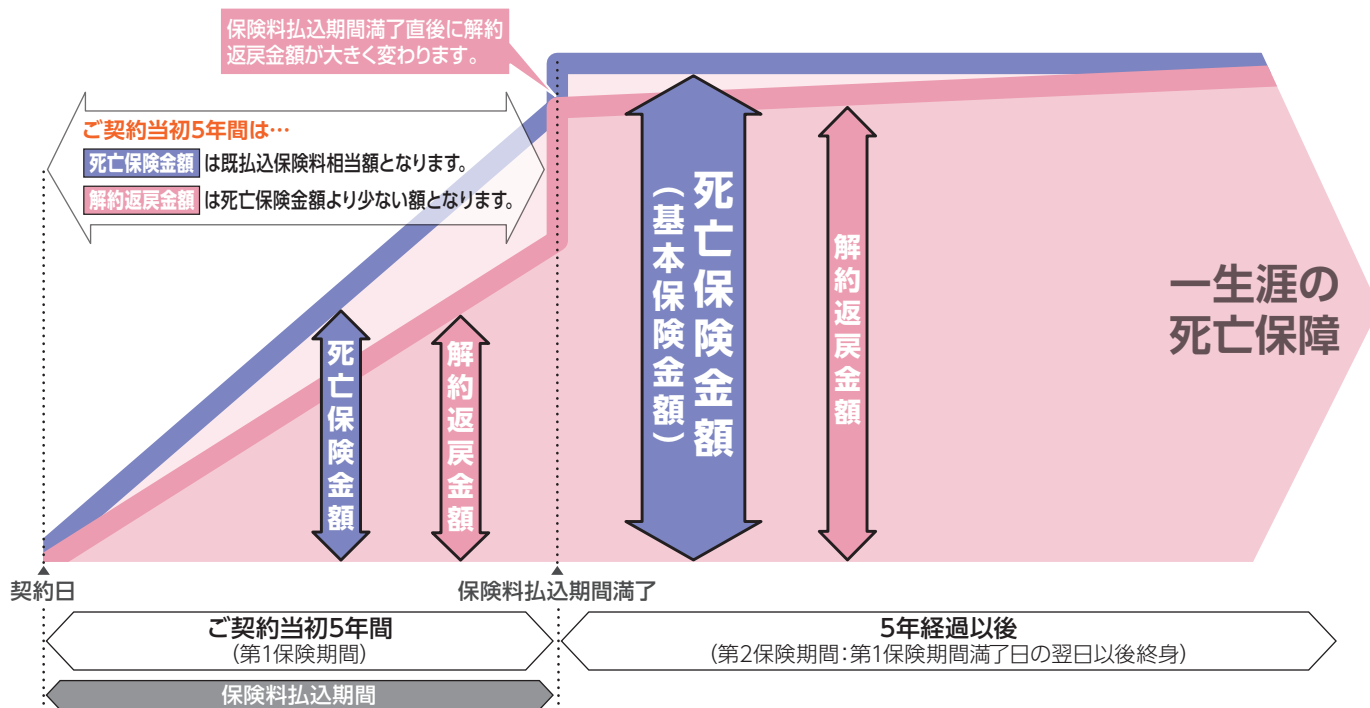 保険料払込期間満了直後に解約
返戻金額が大きく変わります。
ご契約当初5年間は…
死亡保険金額 は既払込保険料相当額となります。
解約返戻金額 は死亡保険金額より少ない額となります。
死亡保険金額
解約返戻金額
死亡保険金額
(基本保険金額)
解約返戻金額
一生涯の
死亡保障
契約日
保険料払込期間満了
ご契約当初5年間
(第1保険期間)
5年経過以後
(第2保険期間:第1保険期間満了日の翌日以後終身)
保険料払込期間